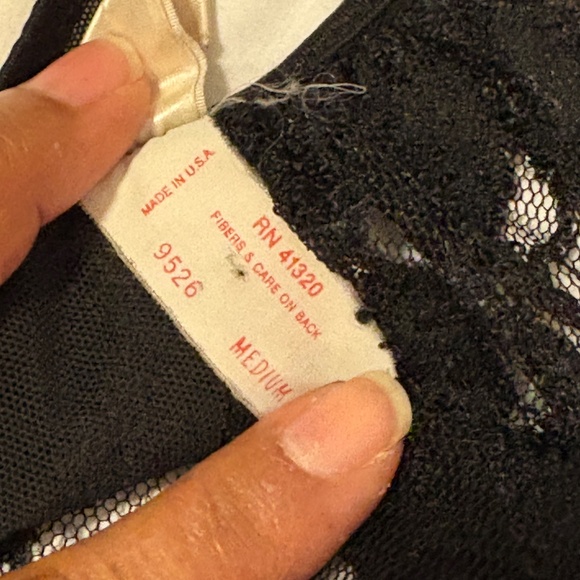 MADE IN U.S.A.
RN 41320
FIBERS & CARE ON BACK
9526
MEDIUM